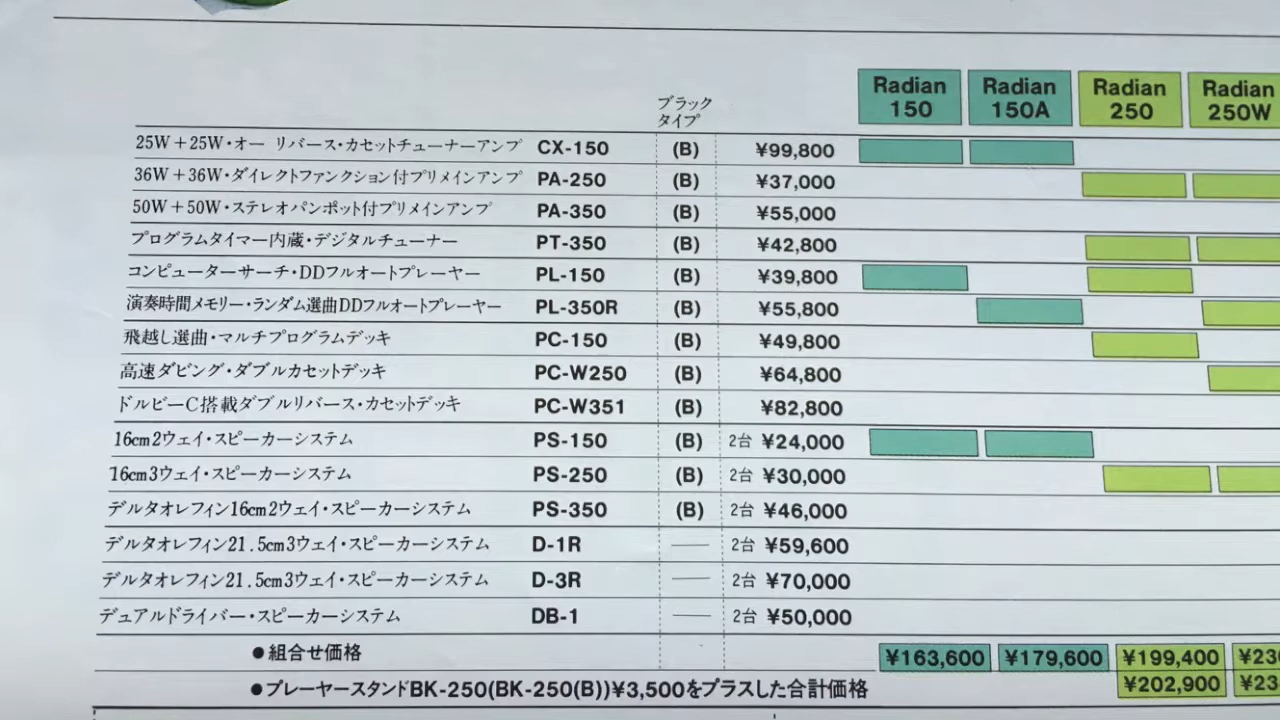 Radian 150 Radian 150A Radian 250 Radian 250W
ブラックタイプ
25W＋25W・オー リバース・カセットチューナーアンプ CX-150 (B) ¥99,800
36W＋36W・ダイレクトファンクション付プリメインアンプ PA-250 (B) ¥37,000
50W＋50W・ステレオパンポット付プリメインアンプ PA-350 (B) ¥55,000
プログラムタイマー内蔵・デジタルチューナー PT-350 (B) ¥42,800
コンピューターサーチ・DDフルオートプレーヤー PL-150 (B) ¥39,800
演奏時間メモリー・ランダム選曲DDフルオートプレーヤー PL-350R (B) ¥55,800
飛越し選曲・マルチプログラムデッキ PC-150 (B) ¥49,800
高速ダビング・ダブルカセットデッキ PC-W250 (B) ¥64,800
ドルビーC搭載ダブルリバース・カセットデッキ PC-W351 (B) ¥82,800
16cm2ウェイ・スピーカーシステム PS-150 (B) 2台 ¥24,000
16cm3ウェイ・スピーカーシステム PS-250 (B) 2台 ¥30,000
デルタオレフィン16cm2ウェイ・スピーカーシステム PS-350 (B) 2台 ¥46,000
デルタオレフィン21.5cm3ウェイ・スピーカーシステム D-1R — 2台 ¥59,600
デルタオレフィン21.5cm3ウェイ・スピーカーシステム D-3R — 2台 ¥70,000
デュアルドライバー・スピーカーシステム DB-1 — 2台 ¥50,000
●組合せ価格 ¥163,600 ¥179,600 ¥199,400
●プレーヤースタンドBK-250(BK-250(B))¥3,500をプラスした合計価格 ¥202,900